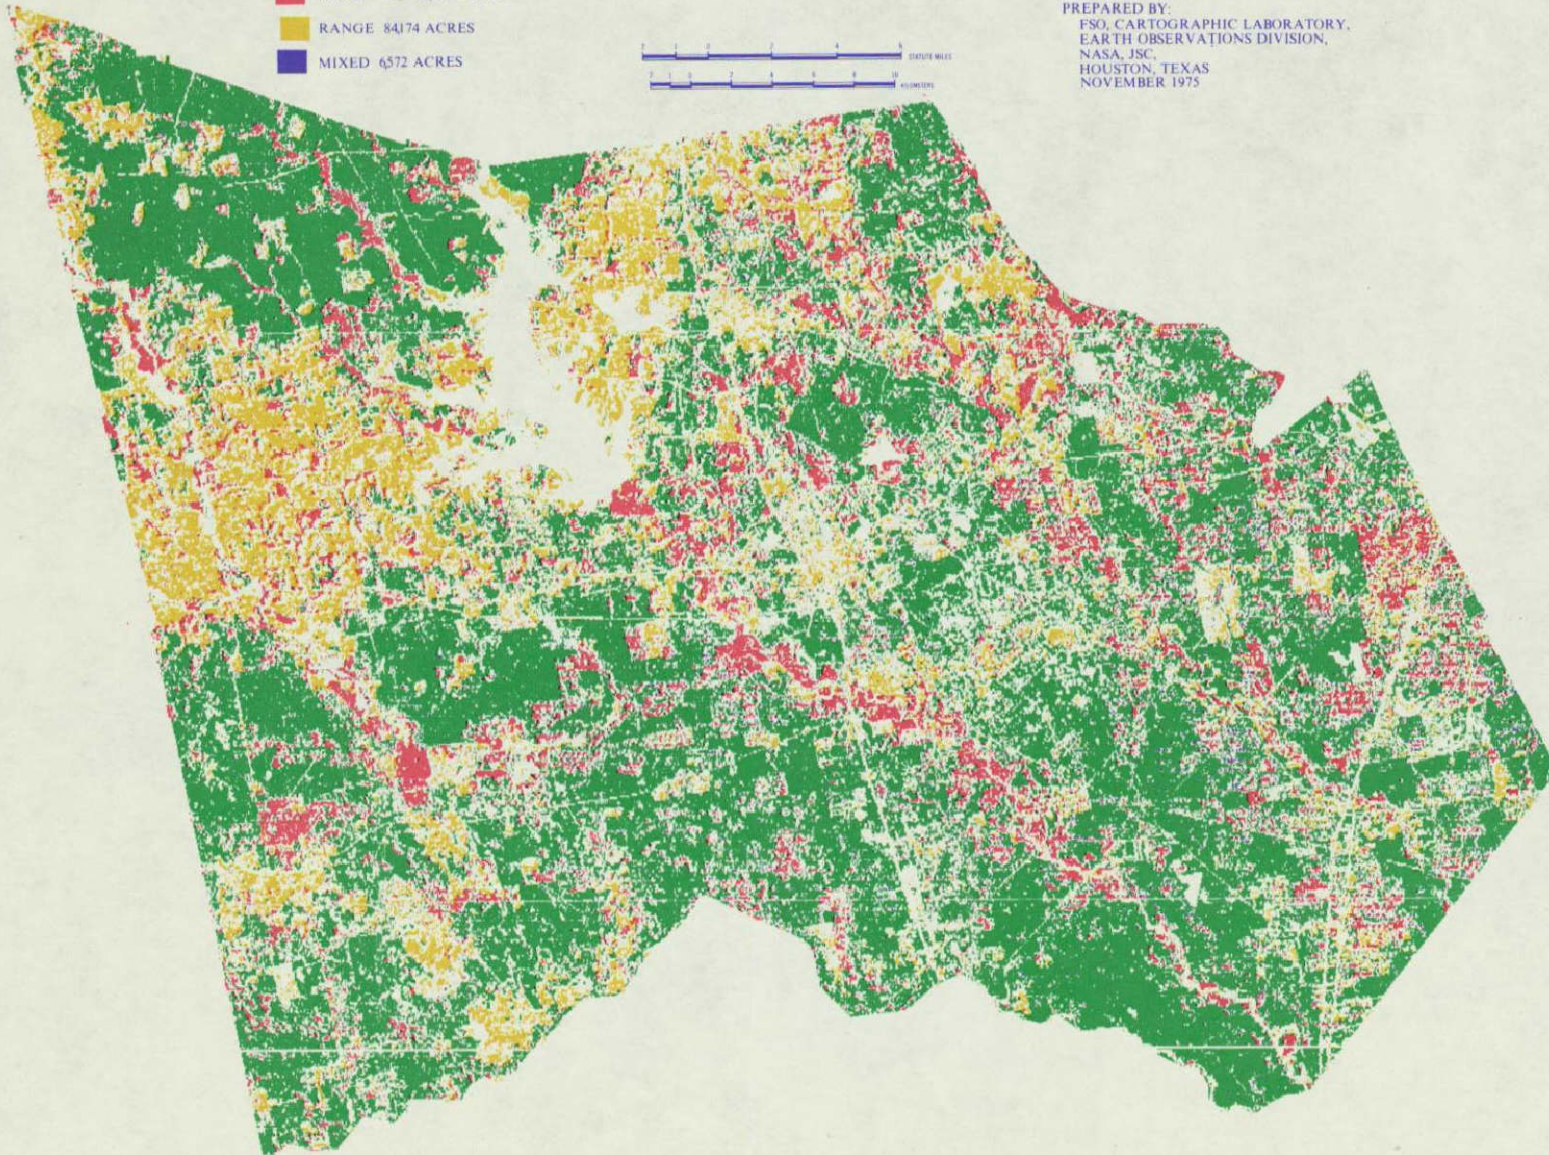 RANGE 84,174 ACRES
MIXED 6,572 ACRES
STATUTE MILES
KILOMETERS
PREPARED BY:
FSO, CARTOGRAPHIC LABORATORY,
EARTH OBSERVATIONS DIVISION,
NASA, JSC,
HOUSTON, TEXAS
NOVEMBER 1975